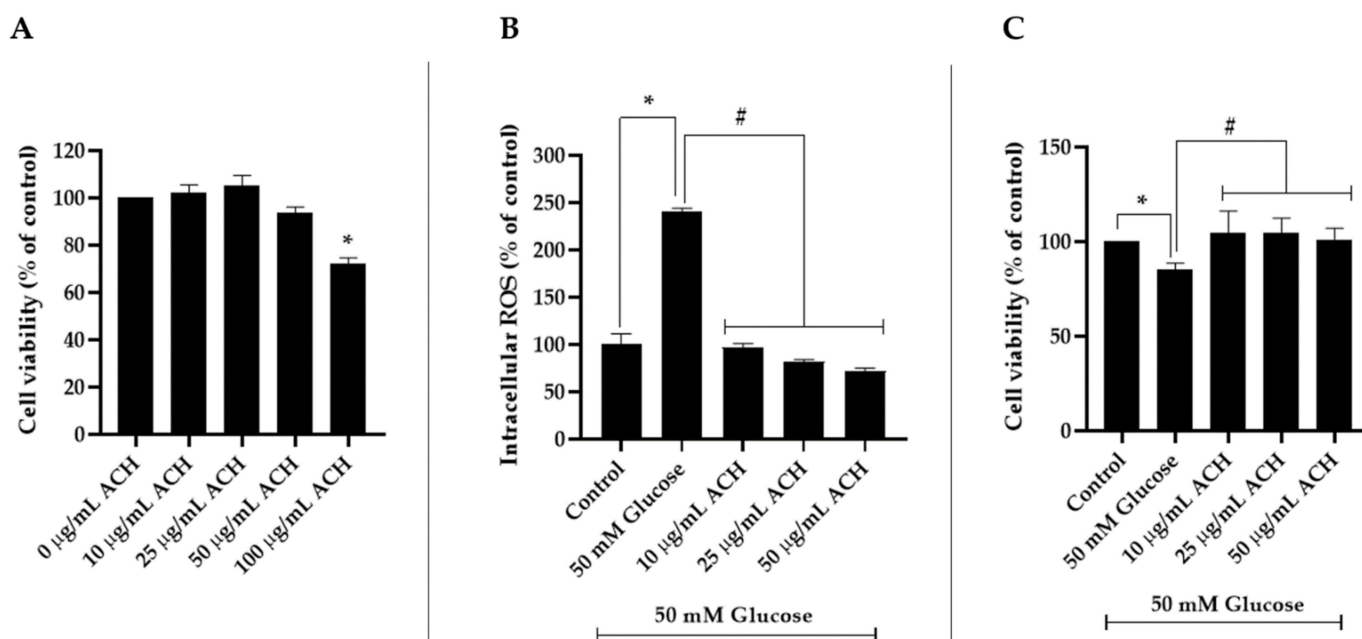 A
Cell viability (% of control)
120
100
80
60
40
20
0
*
0 μg/mL ACH
10 μg/mL ACH
25 μg/mL ACH
50 μg/mL ACH
100 μg/mL ACH
B
Intracellular ROS (% of control)
300
250
200
150
100
50
0
*
#
Control
50 mM Glucose
10 μg/mL ACH
25 μg/mL ACH
50 μg/mL ACH
50 mM Glucose
C
Cell viability (% of control)
150
100
50
0
*
#
Control
50 mM Glucose
10 μg/mL ACH
25 μg/mL ACH
50 μg/mL ACH
50 mM Glucose